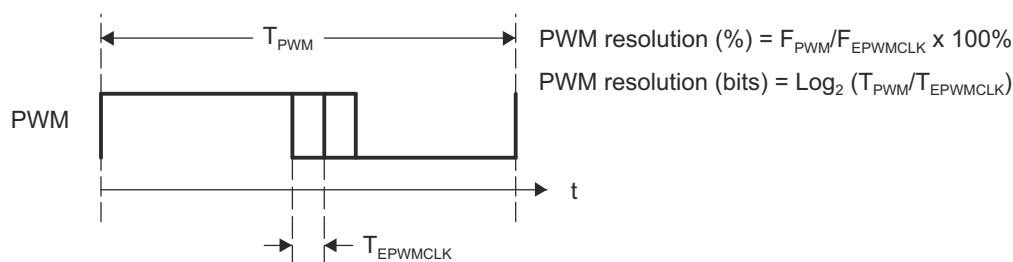 T_PWM
PWM resolution (%) = F_PWM/F_EPWMCLK x 100%
PWM resolution (bits) = Log_2 (T_PWM/T_EPWMCLK)
PWM
t
T_EPWMCLK